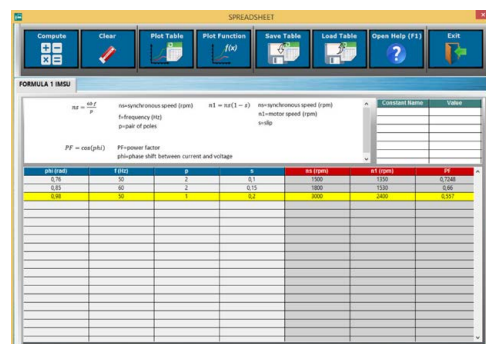 SPREADSHEET
Compute Clear Plot Table Plot Function Save Table Load Table Open Help (F1) Exit
f(x)
FORMULA 1 IMSU
ns = 60·f / p
ns=synchronous speed (rpm)
f=frequency (Hz)
p=pair of poles
n1 = ns(1 − s)
ns=synchronous speed (rpm)
n1=motor speed (rpm)
s=slip
PF = cos(phi)
PF=power factor
phi=phase shift between current and voltage
Constant Name Value
phi (rad) f (Hz) p s ns (rpm) n1 (rpm) PF
0,76 50 2 0,1 1500 1350 0,7248
0,85 60 2 0,15 1800 1530 0,66
0,98 50 1 0,2 3000 2400 0,557